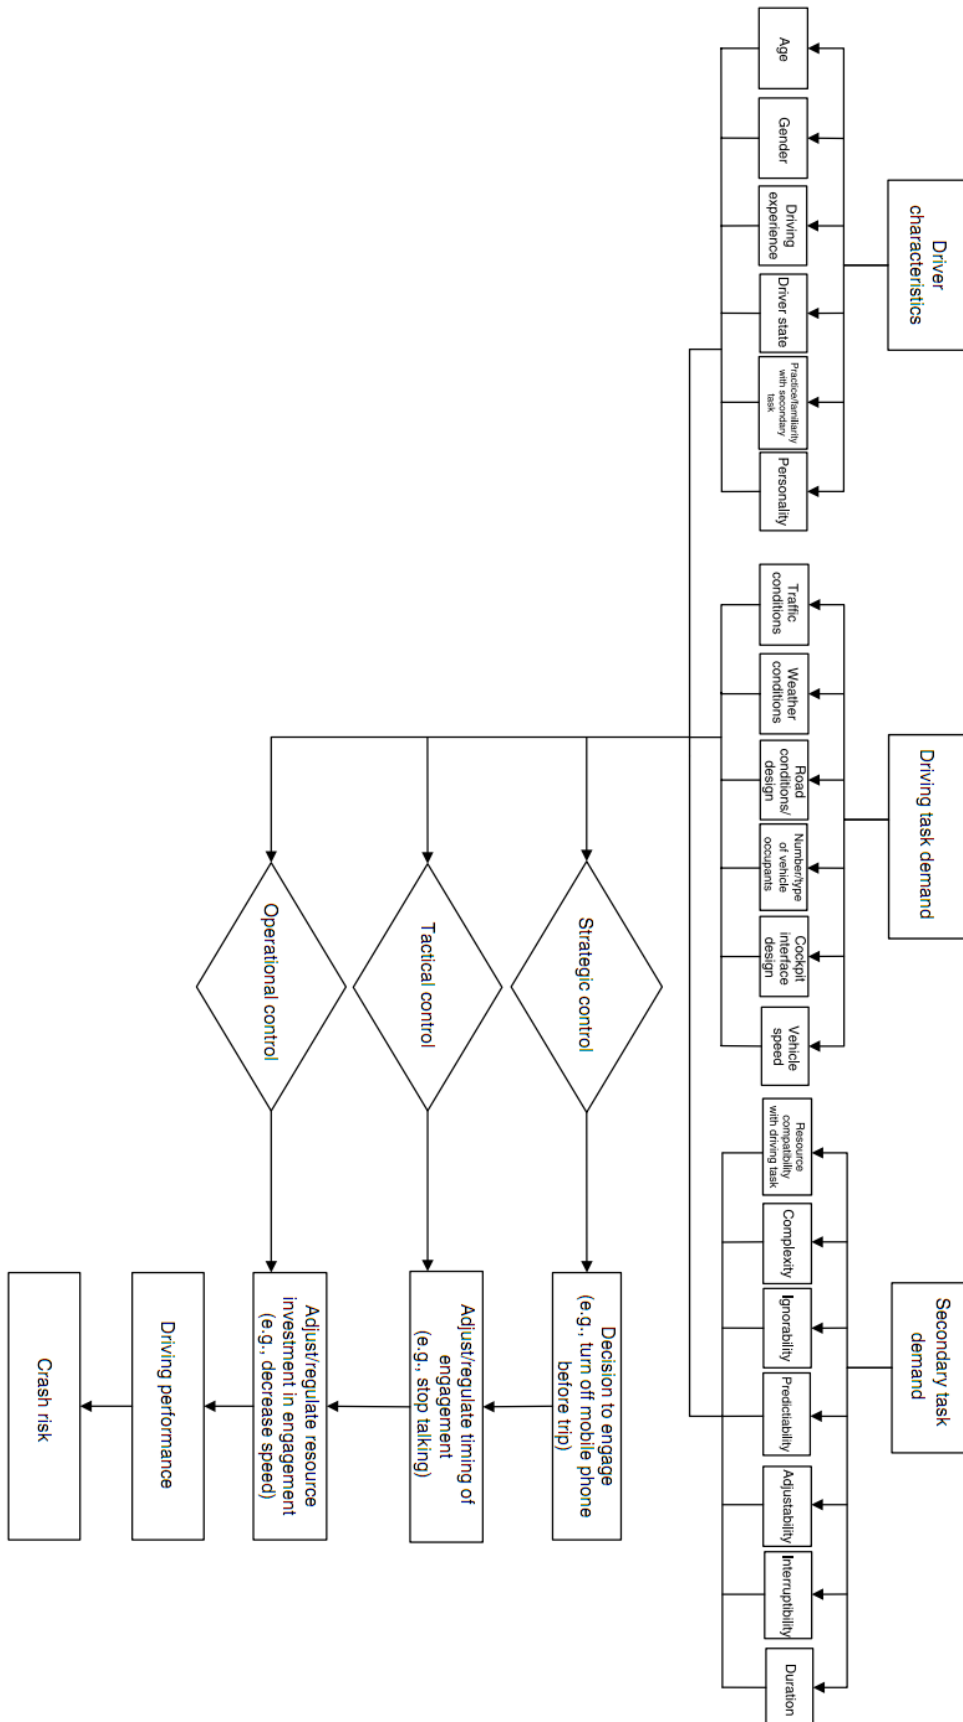 Driver
characteristics
Driving task demand
Secondary task
demand
Age
Gender
Driving
experience
Driver state
Practice/familiarity
with secondary
task
Personality
Traffic
conditions
Weather
conditions
Road
conditions/
design
Number/type
of vehicle
occupants
Cockpit
interface
design
Vehicle
speed
Resource
compatibility
with driving task
Complexity
Ignorability
Predictiability
Adjustability
Interruptibility
Duration
Strategic control
Decision to engage
(e.g., turn off mobile phone
before trip)
Tactical control
Adjust/regulate timing of
engagement
(e.g., stop talking)
Operational control
Adjust/regulate resource
investment in engagement
(e.g., decrease speed)
Driving performance
Crash risk